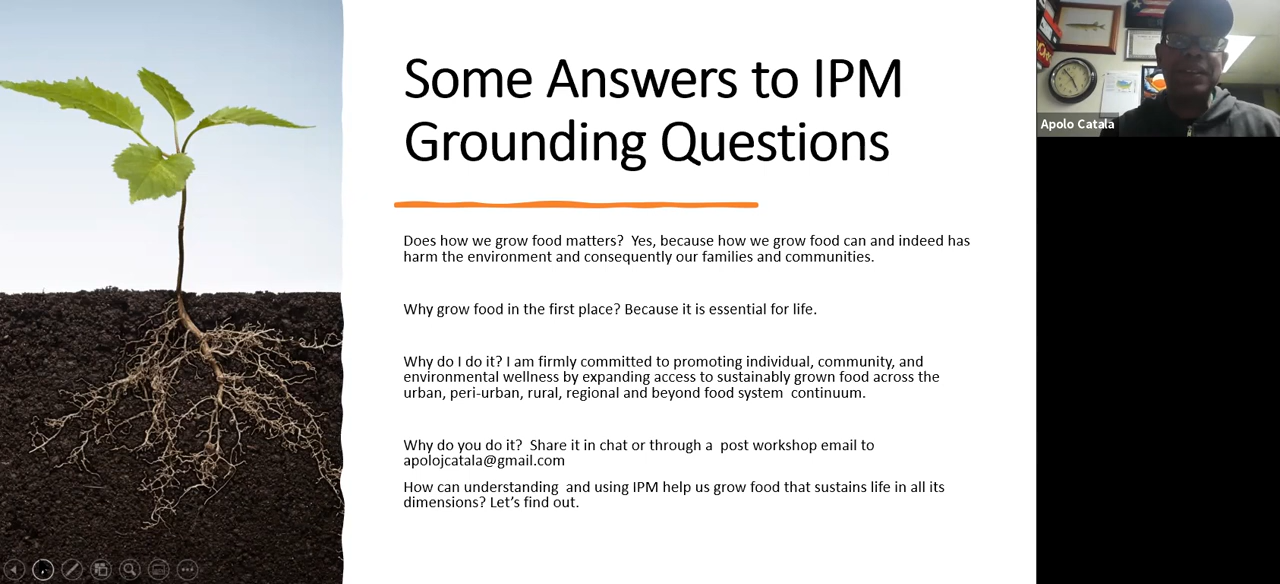 Some Answers to IPM
Grounding Questions
Does how we grow food matters?  Yes, because how we grow food can and indeed has
harm the environment and consequently our families and communities.
Why grow food in the first place? Because it is essential for life.
Why do I do it? I am firmly committed to promoting individual, community, and
environmental wellness by expanding access to sustainably grown food across the
urban, peri-urban, rural, regional and beyond food system  continuum.
Why do you do it?  Share it in chat or through a  post workshop email to
apolojcatala@gmail.com
How can understanding  and using IPM help us grow food that sustains life in all its
dimensions? Let’s find out.
Apolo Catala